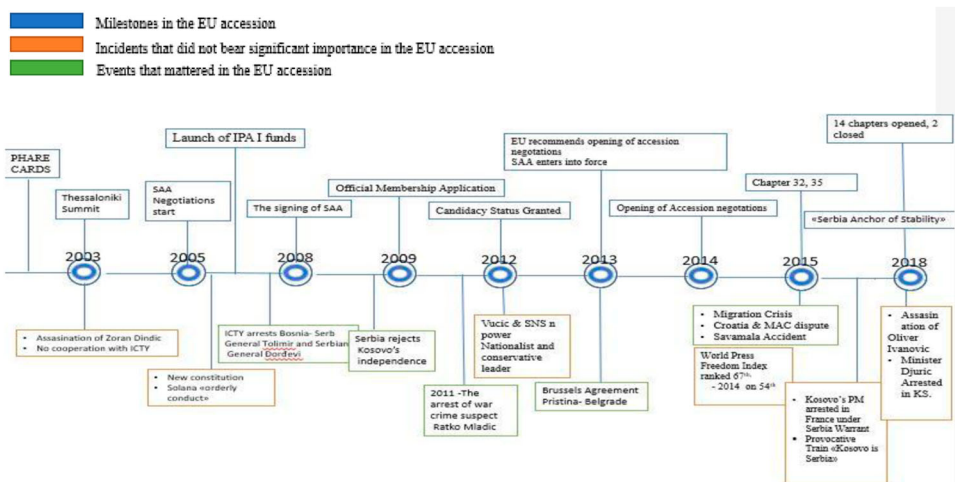 Milestones in the EU accession
Incidents that did not bear significant importance in the EU accession
Events that mattered in the EU accession
PHARE
CARDS
Thessaloniki
Summit
SAA
Negotiations
start
Launch of IPA I funds
The signing of SAA
Official Membership Application
Candidacy Status Granted
EU recommends opening of accession
negotations
SAA enters into force
Opening of Accession negotations
Chapter 32, 35
14 chapters opened, 2
closed
«Serbia Anchor of Stability»
2003
2005
2008
2009
2012
2013
2014
2015
2018
• Assasination of Zoran Dindic
• No cooperation with ICTY
• New constitution
• Solana «orderly
conduct»
ICTY arrests Bosnia- Serb
General Tolimir and Serbian
General Dorđevi
Serbia rejects
Kosovo's
independence
2011 -The
arrest of war
crime suspect
Ratko Mladic
Vucic & SNS n
power
Nationalist and
conservative
leader
Brussels Agreement
Pristina- Belgrade
• Migration Crisis
• Croatia & MAC dispute
• Savamala Accident
World Press
Freedom Index
ranked 67th,
- 2014 on 54th
• Kosovo's PM
arrested in
France under
Serbia Warrant
• Provocative
Train «Kosovo is
Serbia»
• Assasin
ation of
Oliver
Ivanovic
• Minister
Djuric
Arrested
in KS.